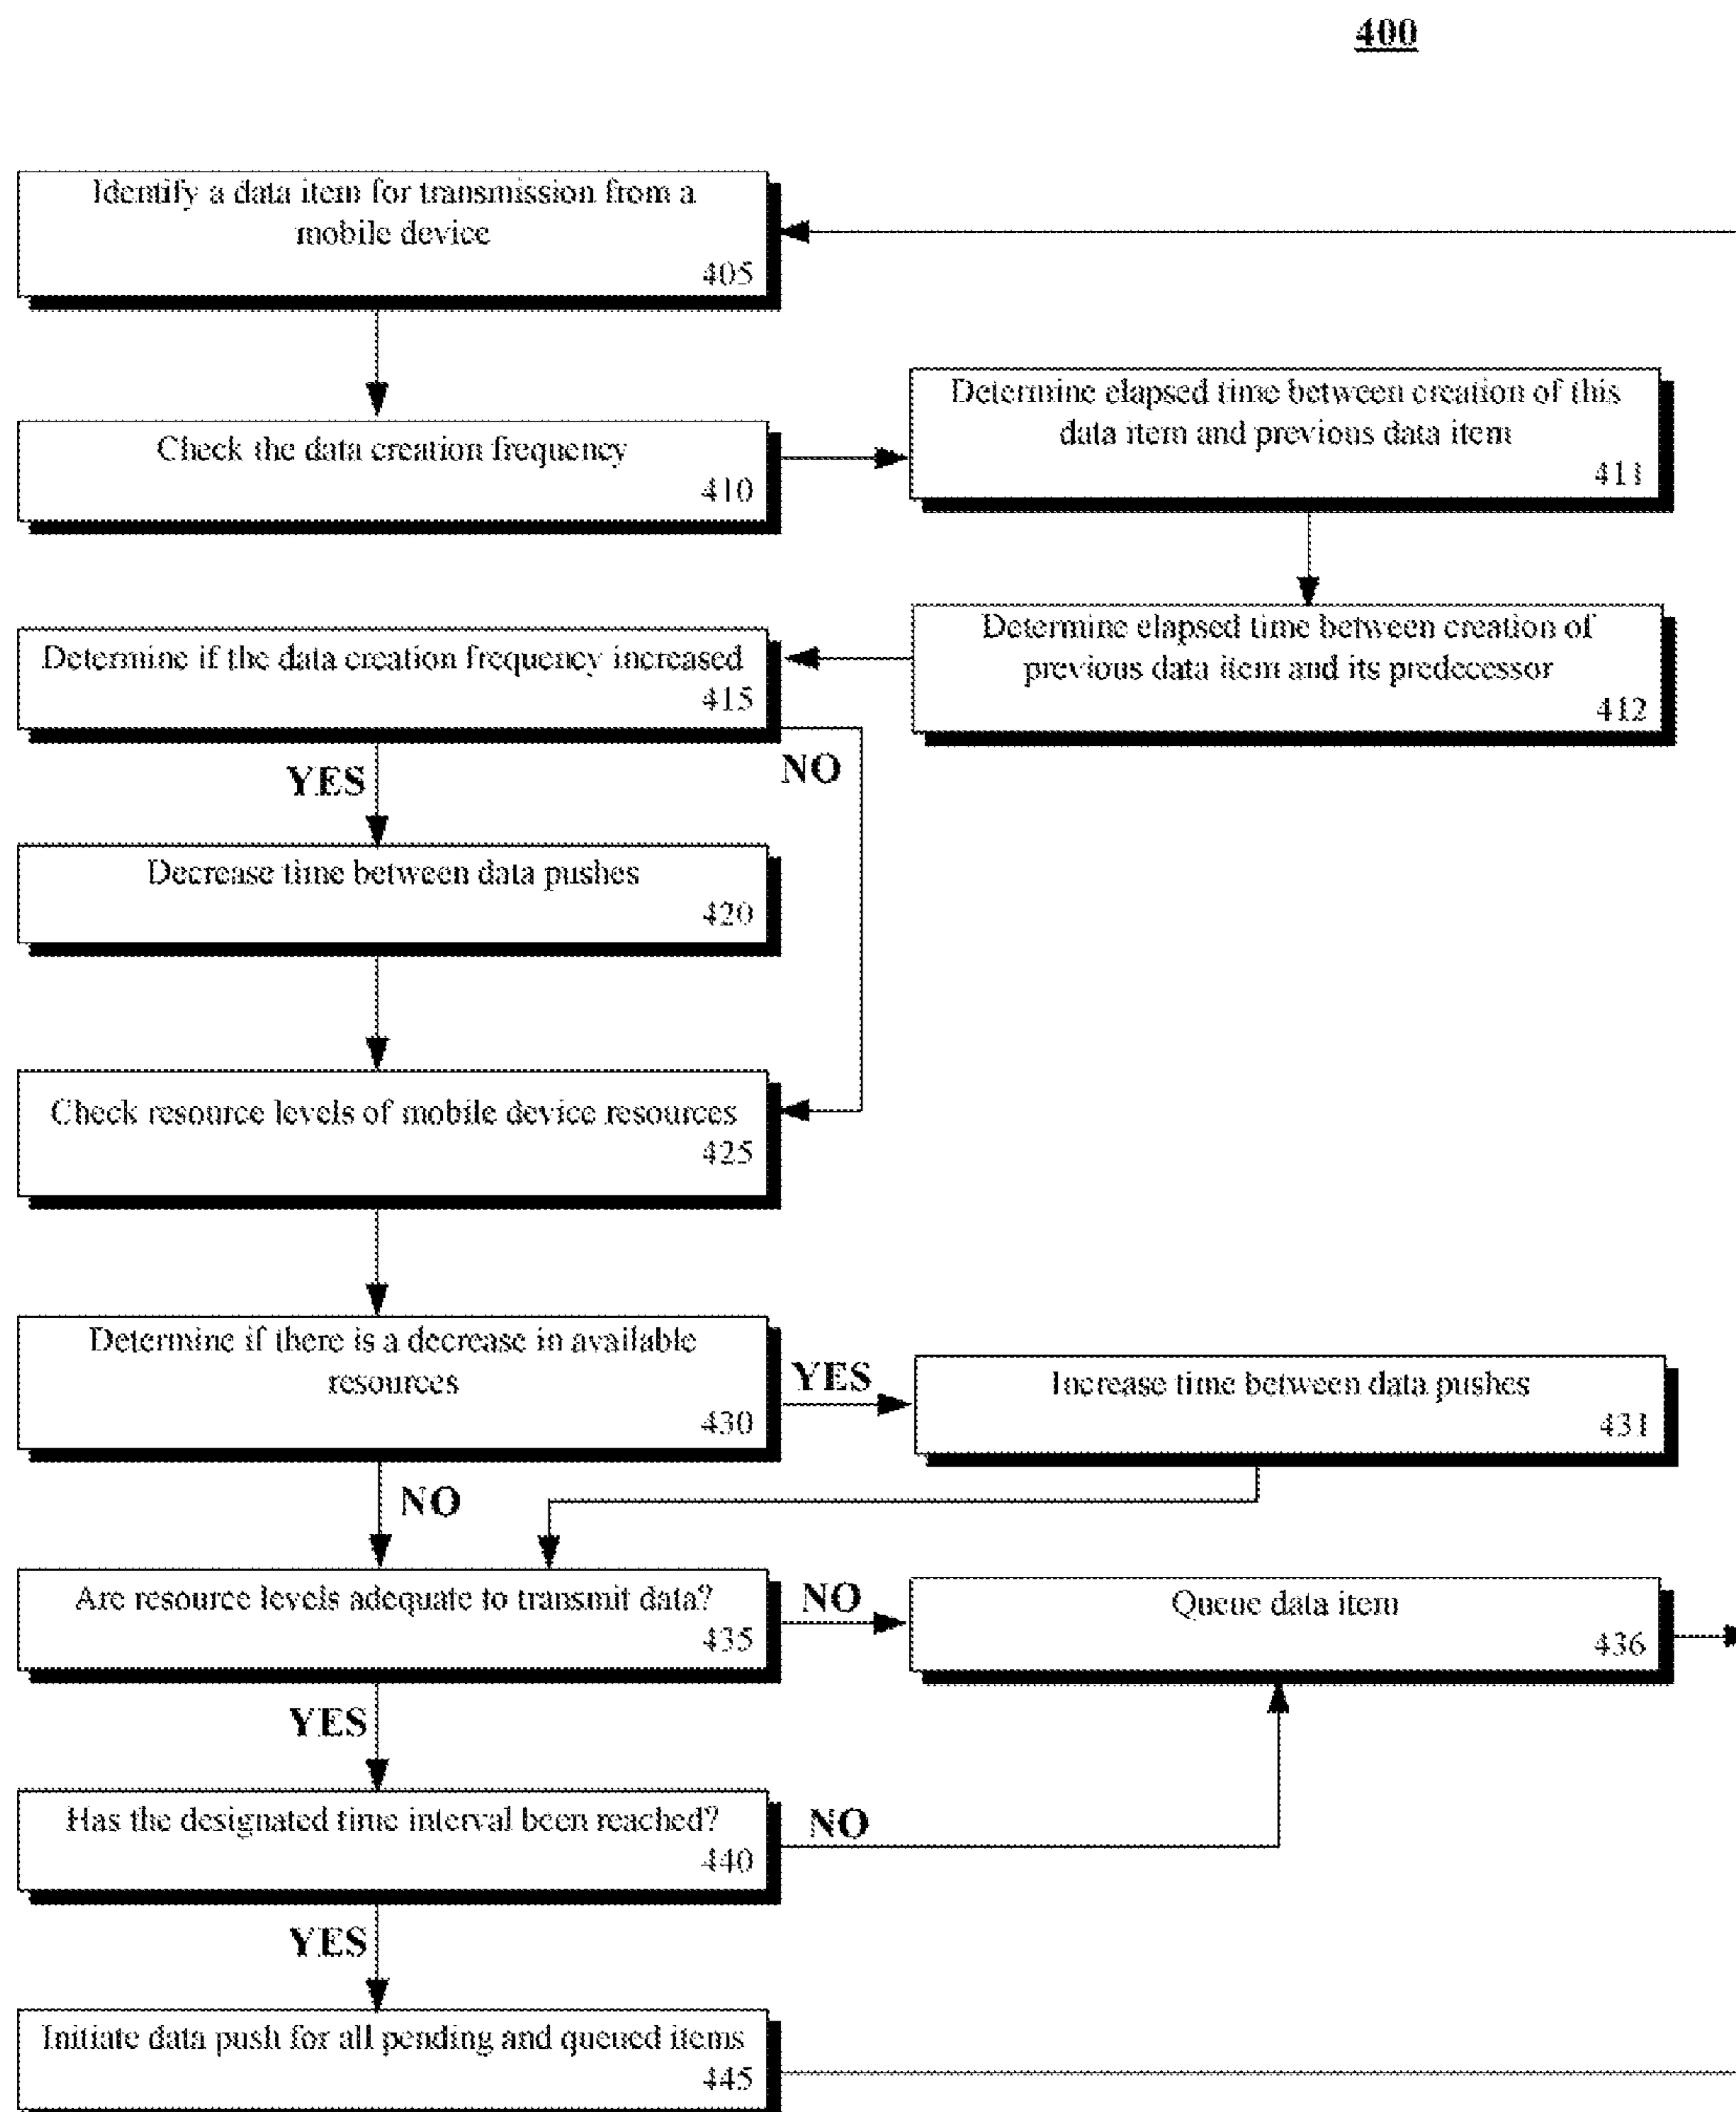 400
Identify a data item for transmission from a
mobile device
405
Check the data creation frequency
410
Determine elapsed time between creation of this
data item and previous data item
411
Determine elapsed time between creation of
previous data item and its predecessor
412
Determine if the data creation frequency increased
415
YES
NO
Decrease time between data pushes
420
Check resource levels of mobile device resources
425
Determine if there is a decrease in available
resources
430
YES
Increase time between data pushes
431
NO
Are resource levels adequate to transmit data?
435
NO
Queue data item
436
YES
Has the designated time interval been reached?
440
NO
YES
Initiate data push for all pending and queued items
445